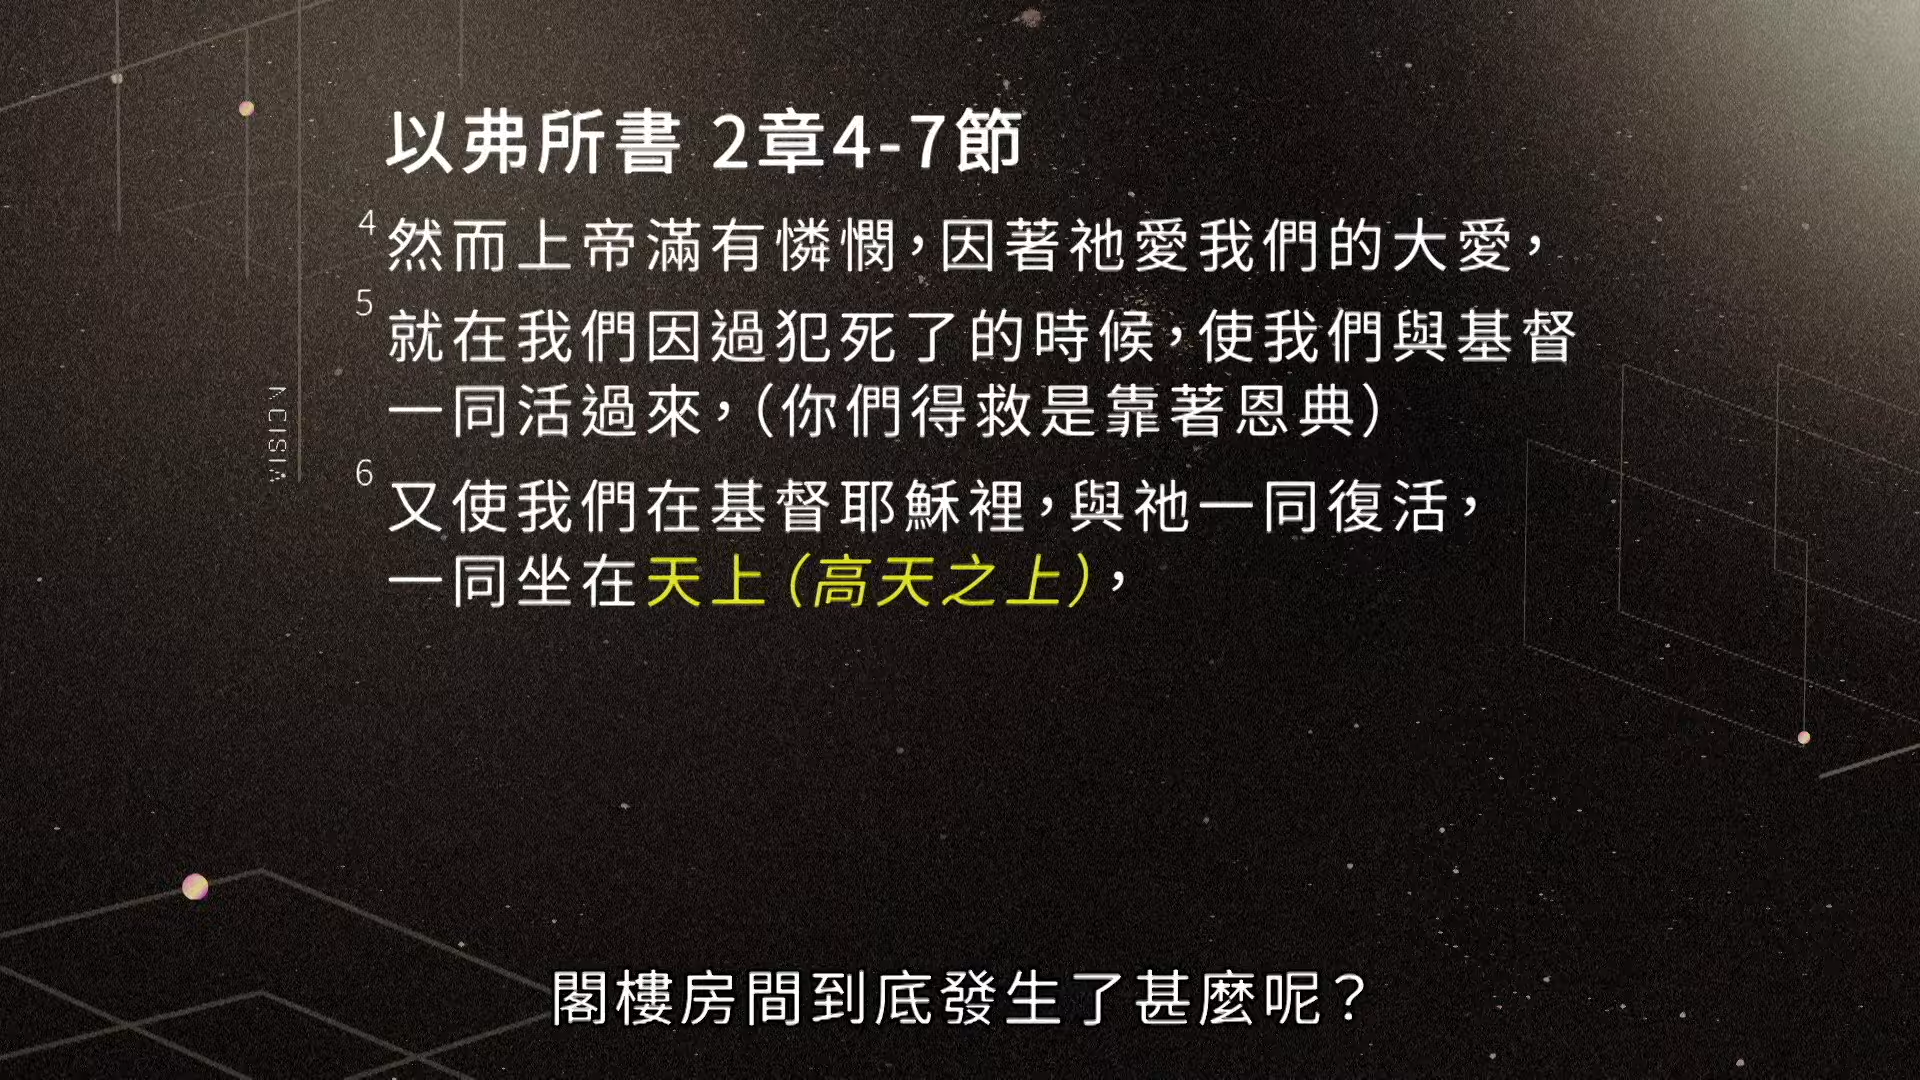 以弗所書 2章4-7節
4 然而上帝滿有憐憫，因著祂愛我們的大愛，
5 就在我們因過犯死了的時候，使我們與基督
一同活過來，（你們得救是靠著恩典）
6 又使我們在基督耶穌裡，與祂一同復活，
一同坐在天上（高天之上），
閣樓房間到底發生了甚麼呢？